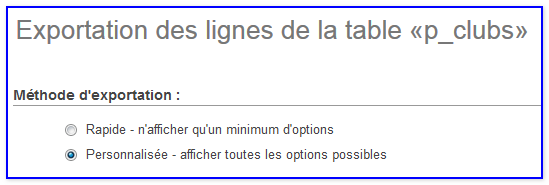 Exportation des lignes de la table «p_clubs»
Méthode d'exportation :
Rapide - n'afficher qu'un minimum d'options
Personnalisée - afficher toutes les options possibles